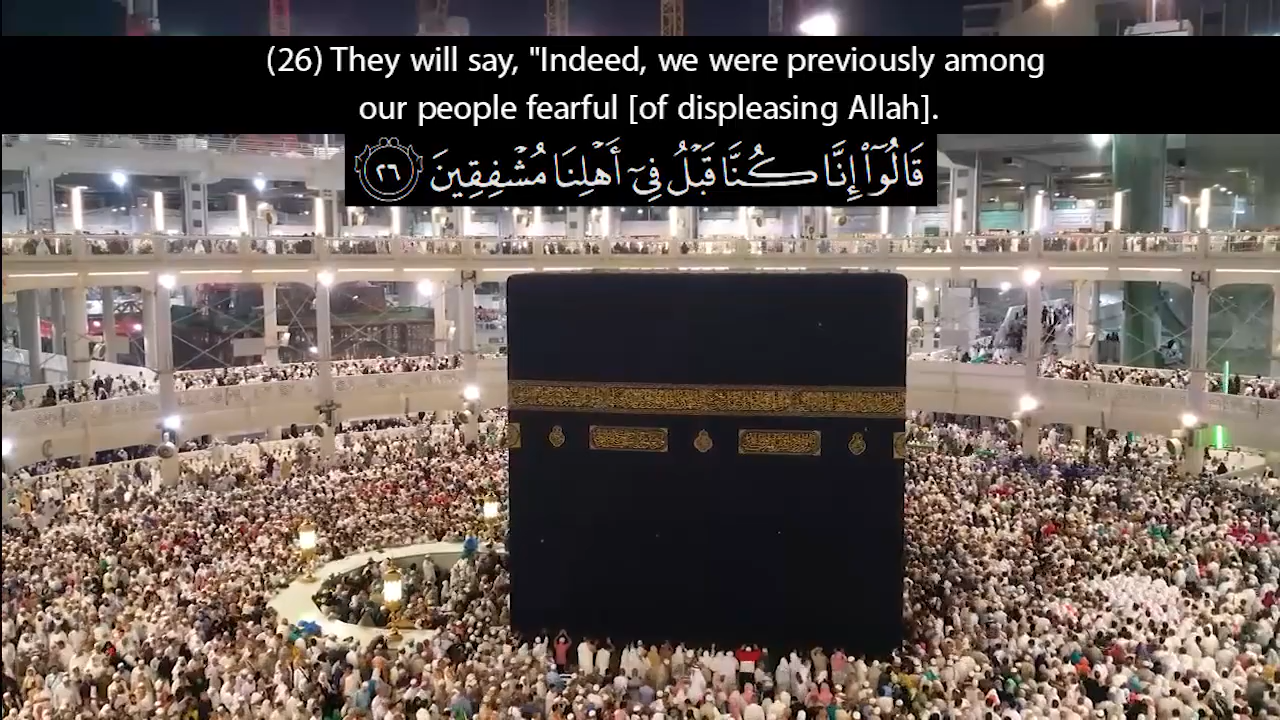 (26) They will say, "Indeed, we were previously among
our people fearful [of displeasing Allah].
قَالُوٓا۟ إِنَّا كُنَّا قَبْلُ فِىٓ أَهْلِنَا مُشْفِقِينَ ٢٦